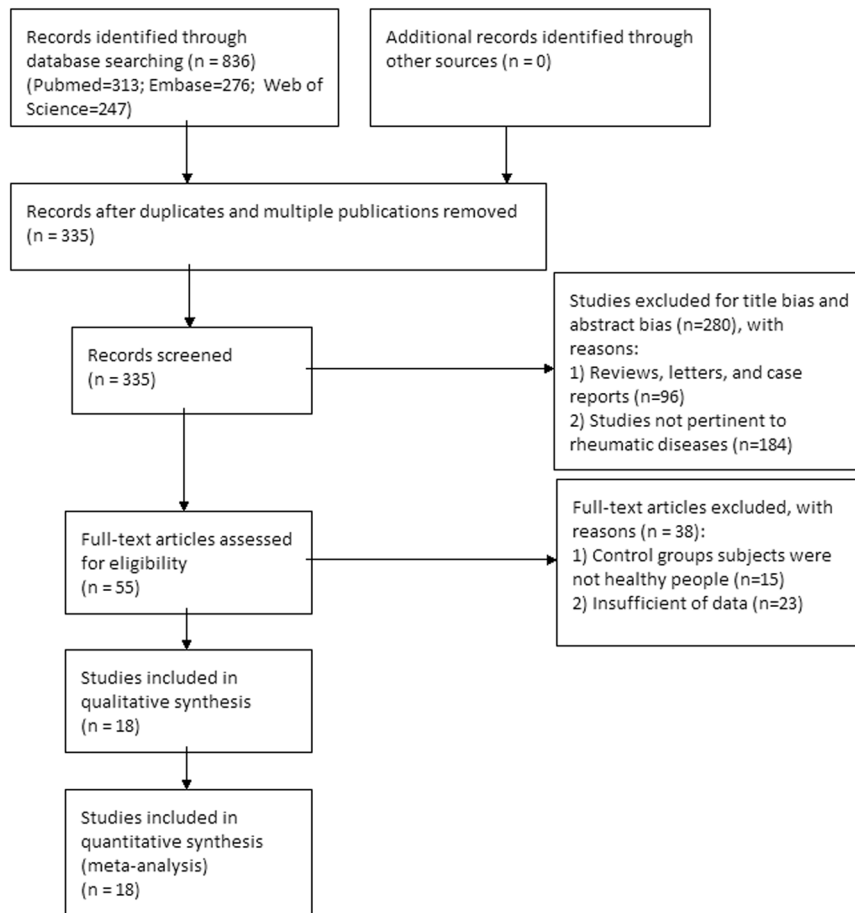 Records identified through
database searching (n = 836)
(Pubmed=313; Embase=276; Web of
Science=247)
Additional records identified through
other sources (n = 0)
Records after duplicates and multiple publications removed
(n = 335)
Records screened
(n = 335)
Studies excluded for title bias and
abstract bias (n=280), with
reasons:
1) Reviews, letters, and case
reports (n=96)
2) Studies not pertinent to
rheumatic diseases (n=184)
Full-text articles assessed
for eligibility
(n = 55)
Full-text articles excluded, with
reasons (n = 38):
1) Control groups subjects were
not healthy people (n=15)
2) Insufficient of data (n=23)
Studies included in
qualitative synthesis
(n = 18)
Studies included in
quantitative synthesis
(meta-analysis)
(n = 18)